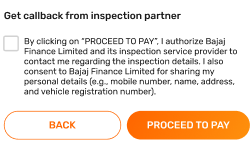 Get callback from inspection partner
By clicking on "PROCEED TO PAY", I authorize Bajaj
Finance Limited and its inspection service provider to
contact me regarding the inspection details. I also
consent to Bajaj Finance Limited for sharing my
personal details (e.g., mobile number, name, address,
and vehicle registration number).
BACK
PROCEED TO PAY